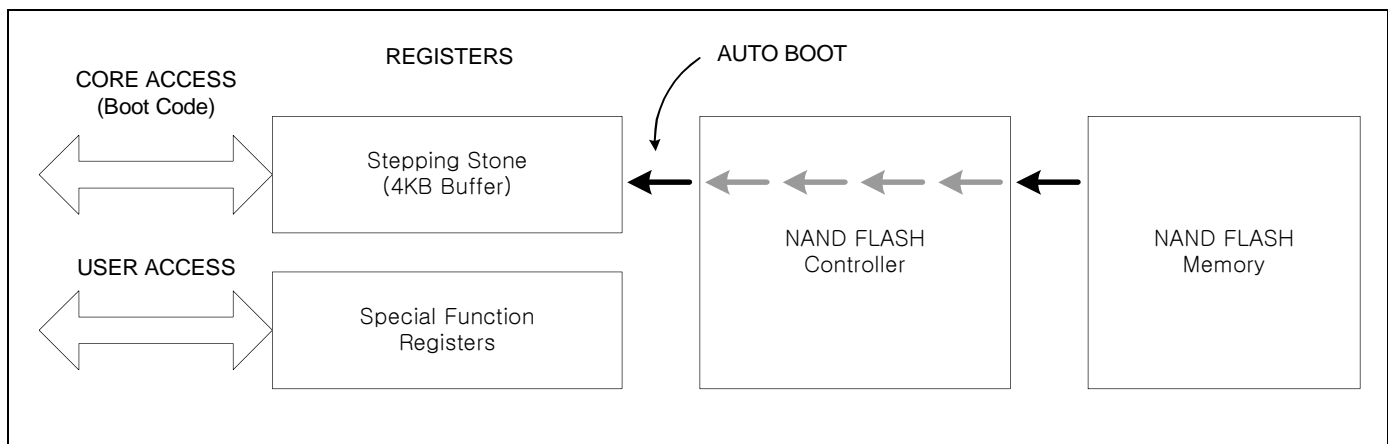 REGISTERS
AUTO BOOT
CORE ACCESS
(Boot Code)
Stepping Stone
(4KB Buffer)
NAND FLASH
Controller
NAND FLASH
Memory
USER ACCESS
Special Function
Registers